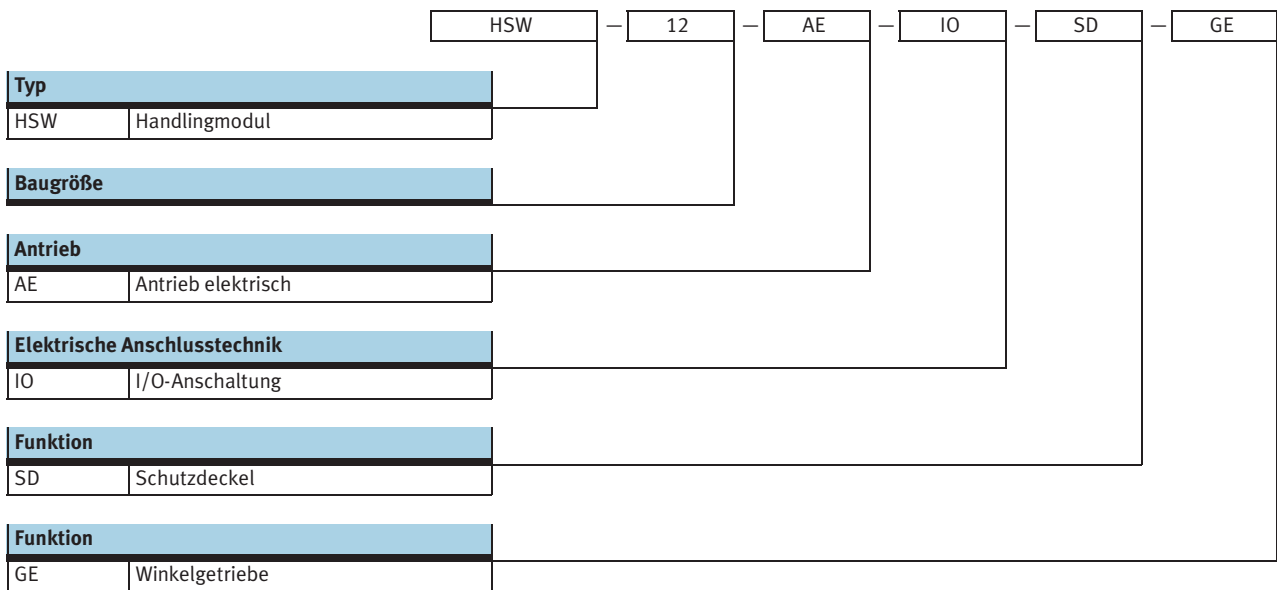 HSW — 12 — AE — IO — SD — GE
Typ
HSW Handlingmodul
Baugröße
Antrieb
AE Antrieb elektrisch
Elektrische Anschlusstechnik
IO I/O-Anschaltung
Funktion
SD Schutzdeckel
Funktion
GE Winkelgetriebe